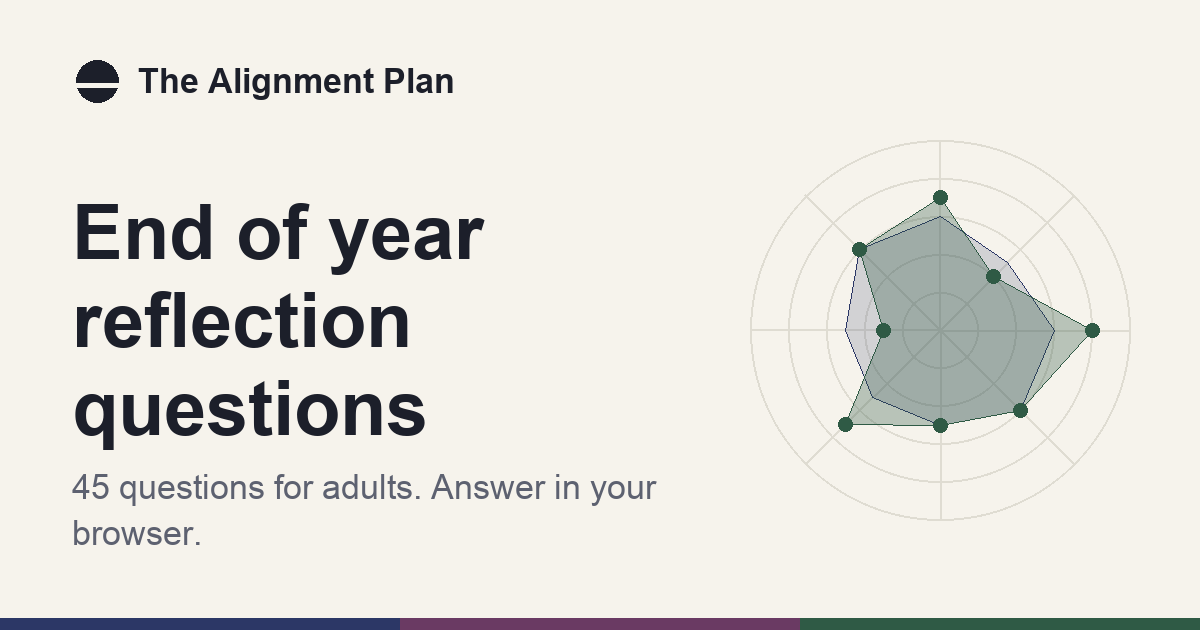 The Alignment Plan
End of year
reflection
questions
45 questions for adults. Answer in your
browser.